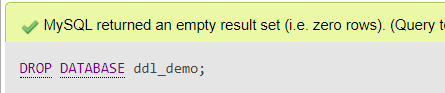 MySQL returned an empty result set (i.e. zero rows). (Query
DROP DATABASE ddl_demo;